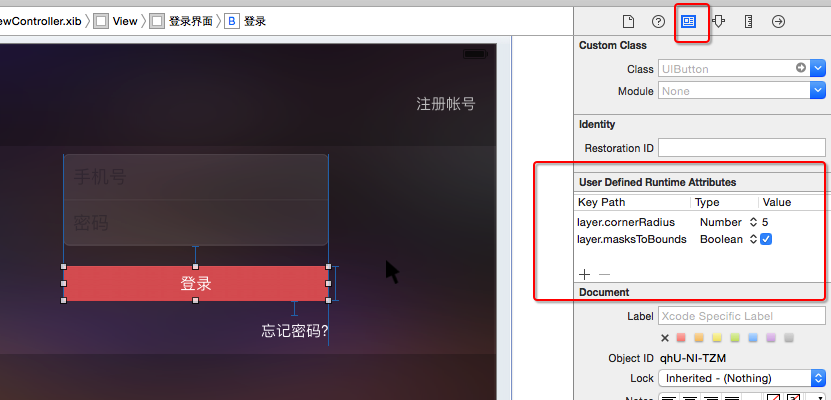 ewController.xib
View
登录界面
B
登录
注册帐号
手机号
密码
登录
忘记密码?
Custom Class
Class UIButton
Module None
Identity
Restoration ID
User Defined Runtime Attributes
Key Path Type Value
layer.cornerRadius Number 5
layer.masksToBounds Boolean
Document
Label Xcode Specific Label
Object ID qhU-NI-TZM
Lock Inherited - (Nothing)
Notes